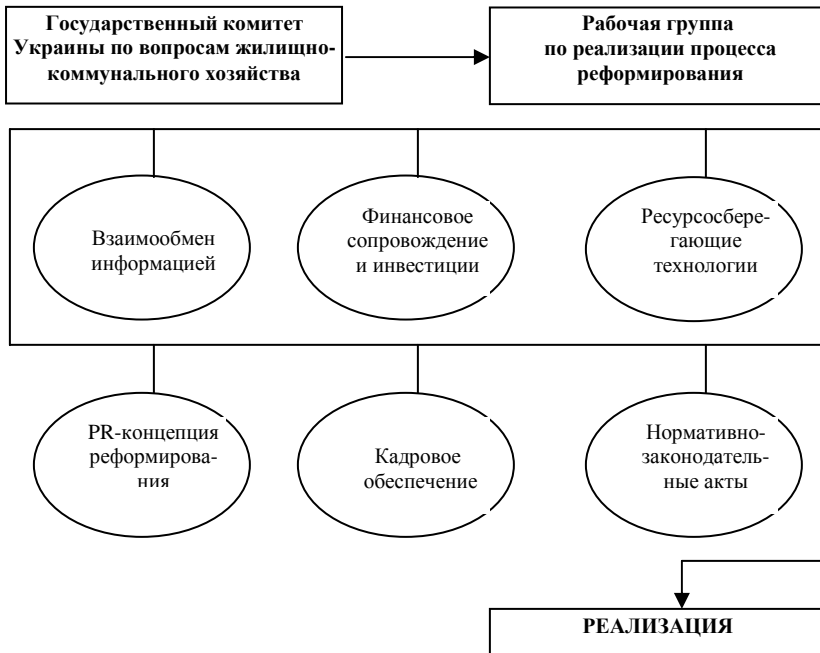 Государственный комитет
Украины по вопросам жилищно-
коммунального хозяйства
Рабочая группа
по реализации процесса
реформирования
Взаимообмен
информацией
Финансовое
сопровождение
и инвестиции
Ресурсосбере-
гающие
технологии
PR-концепция
реформирова-
ния
Кадровое
обеспечение
Нормативно-
законодатель-
ные акты
РЕАЛИЗАЦИЯ